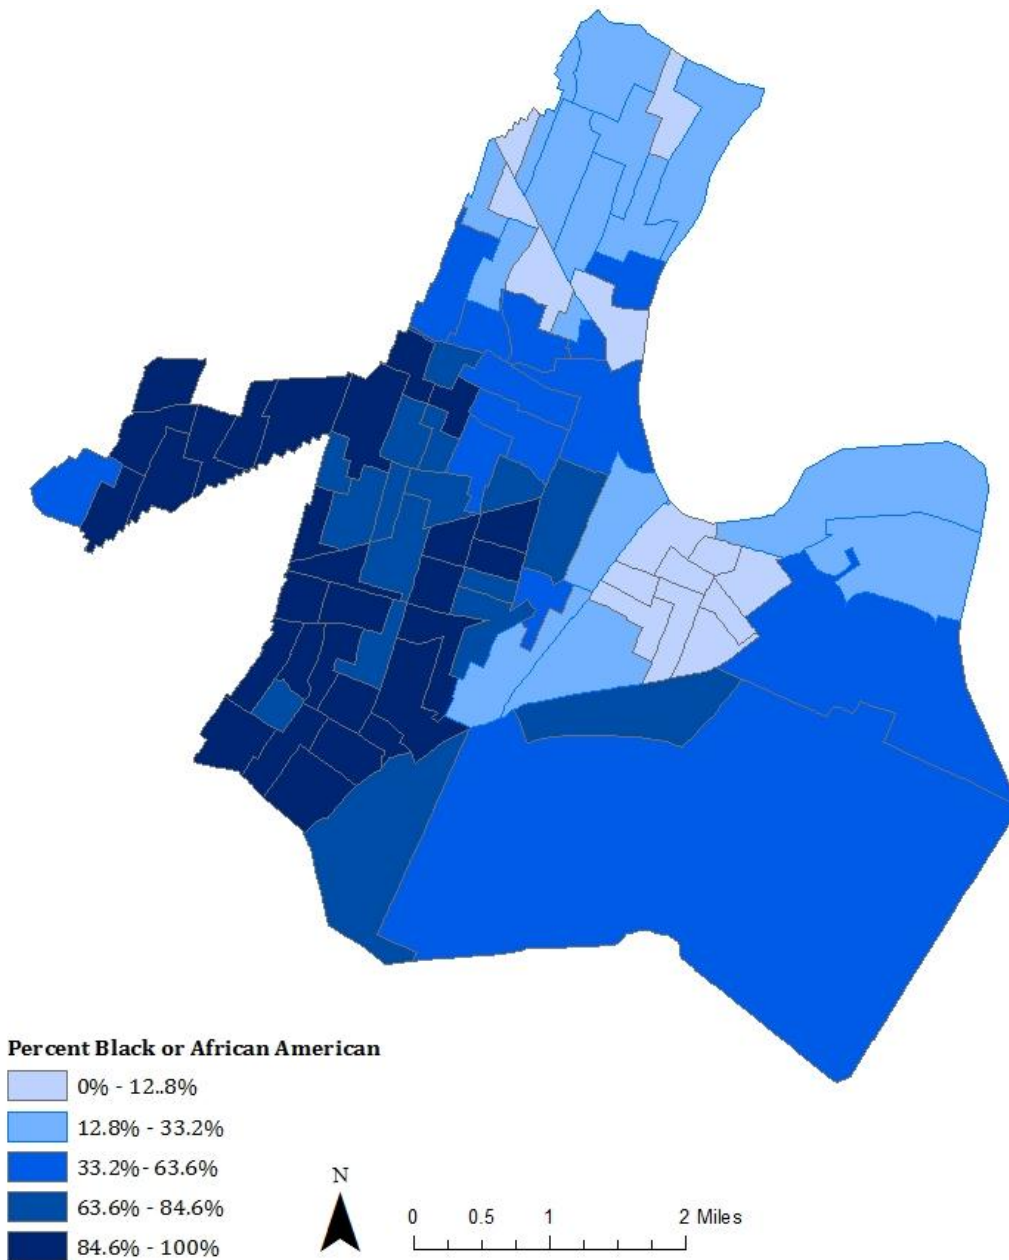 Percent Black or African American
0% - 12..8%
12.8% - 33.2%
33.2%- 63.6%
63.6% - 84.6%
84.6% - 100%
N
0 0.5 1 2 Miles